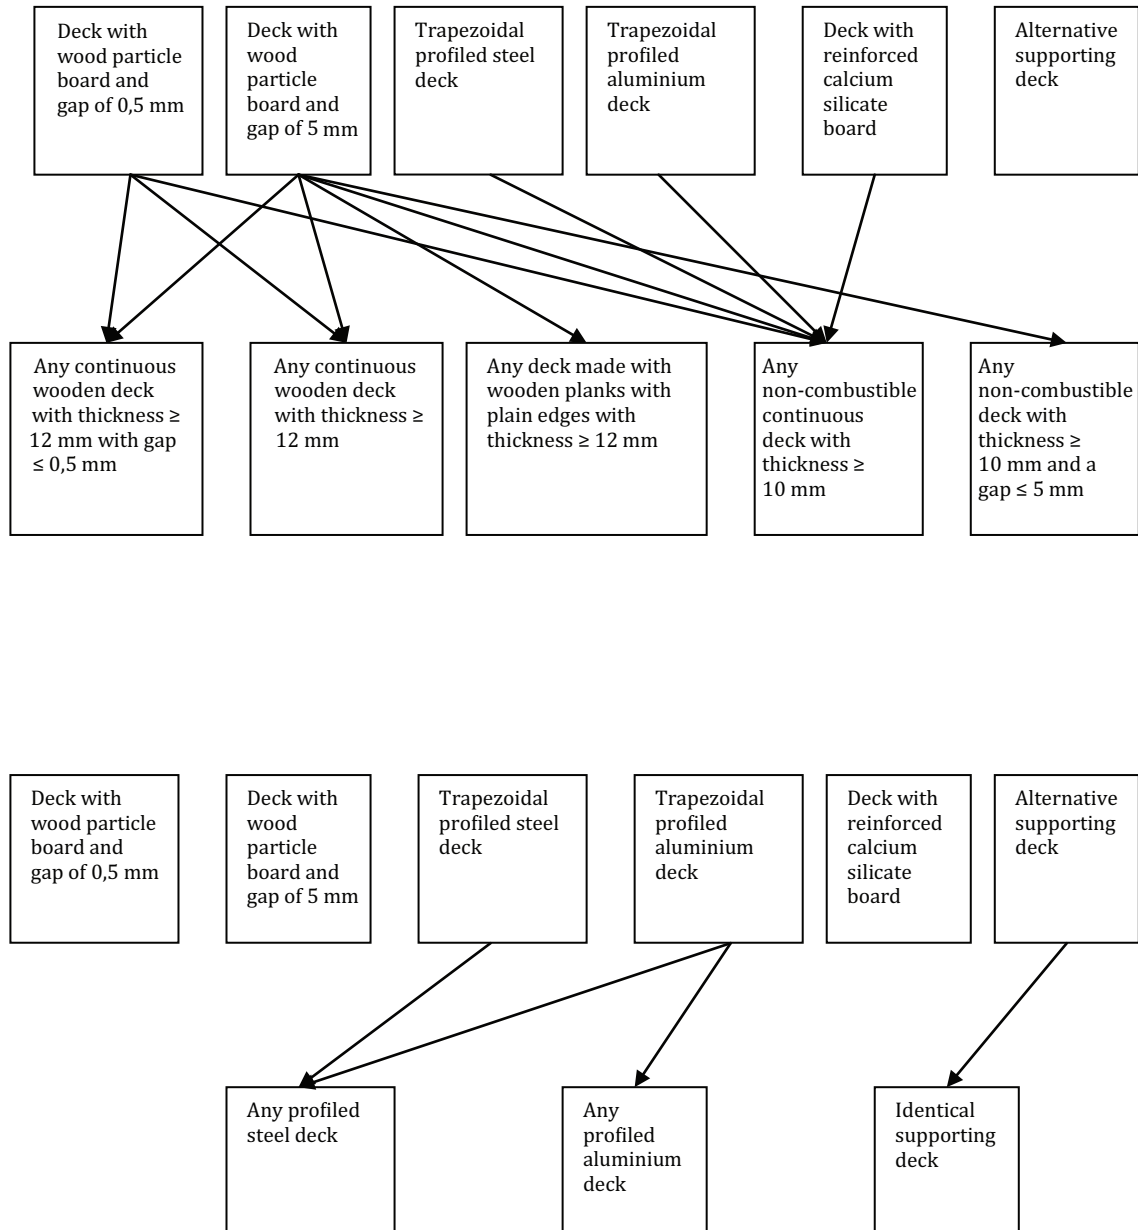 Deck with
wood particle
board and
gap of 0,5 mm
Deck with
wood
particle
board and
gap of 5 mm
Trapezoidal
profiled steel
deck
Trapezoidal
profiled
aluminium
deck
Deck with
reinforced
calcium
silicate
board
Alternative
supporting
deck
Any continuous
wooden deck
with thickness ≥
12 mm with gap
≤ 0,5 mm
Any continuous
wooden deck
with thickness ≥
12 mm
Any deck made with
wooden planks with
plain edges with
thickness ≥ 12 mm
Any
non-combustible
continuous
deck with
thickness ≥
10 mm
Any
non-combustible
deck with
thickness ≥
10 mm and a
gap ≤ 5 mm
Deck with
wood particle
board and
gap of 0,5 mm
Deck with
wood
particle
board and
gap of 5 mm
Trapezoidal
profiled steel
deck
Trapezoidal
profiled
aluminium
deck
Deck with
reinforced
calcium
silicate
board
Alternative
supporting
deck
Any profiled
steel deck
Any
profiled
aluminium
deck
Identical
supporting
deck